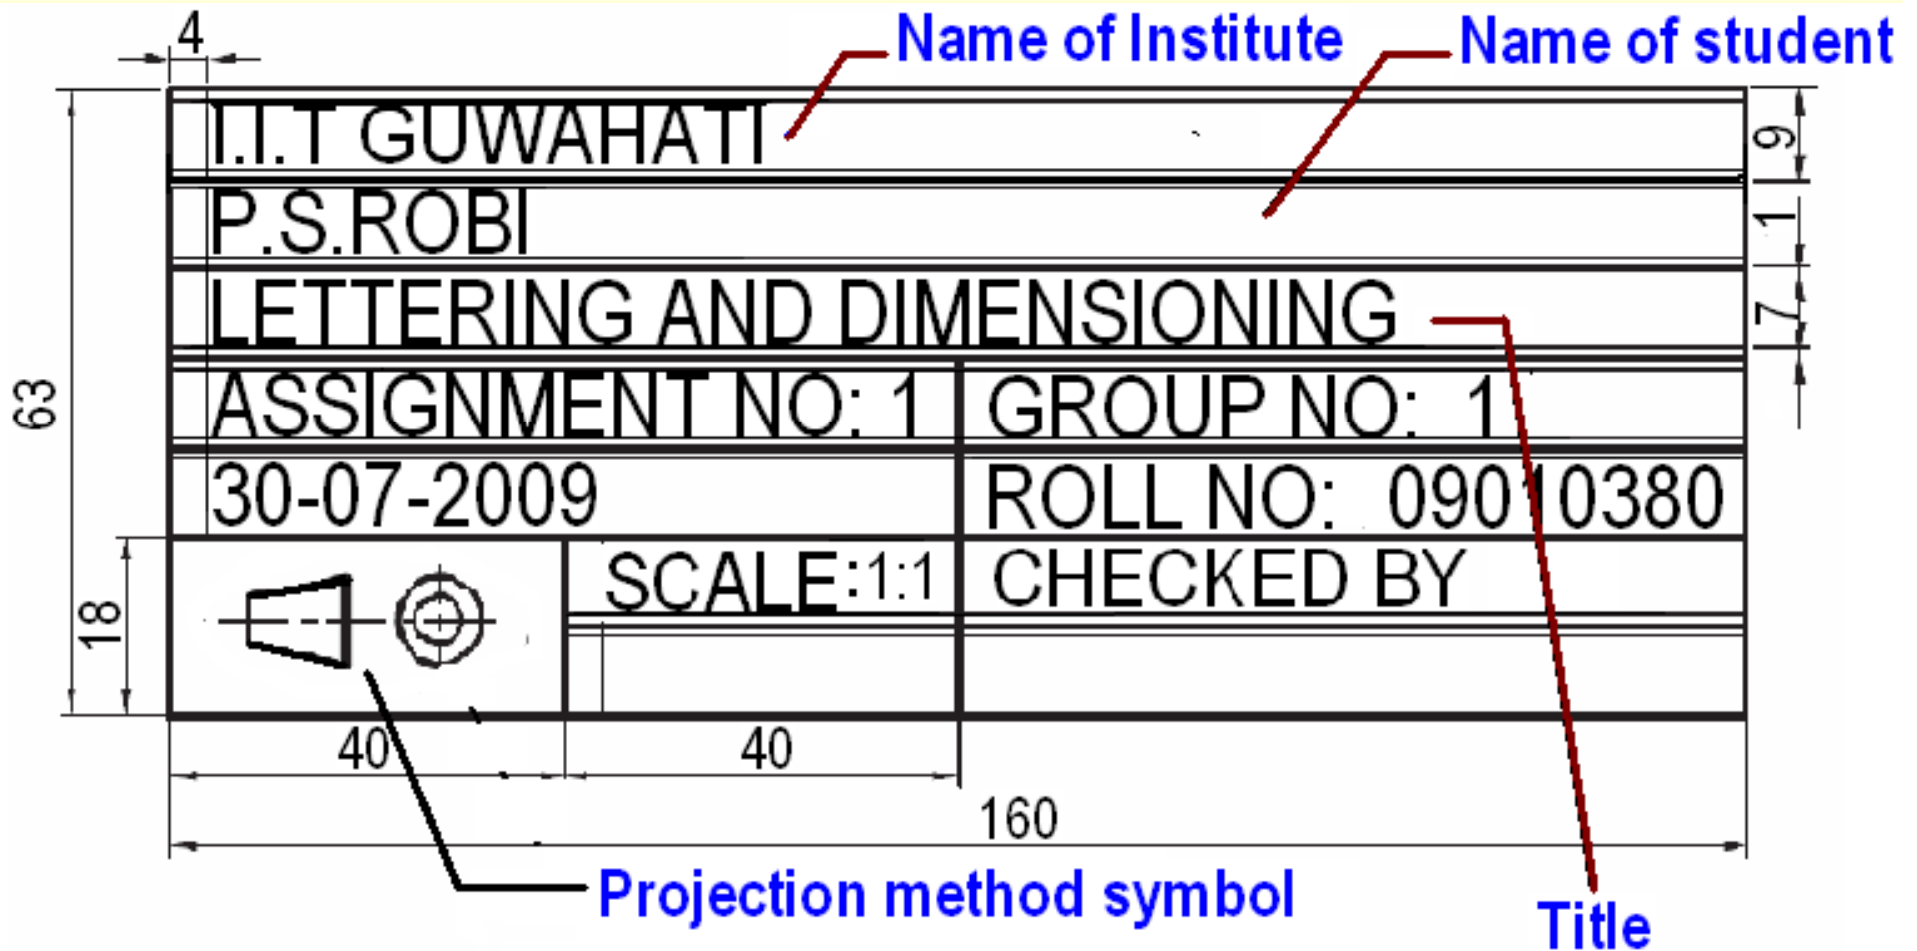 4
Name of Institute
Name of student
I.I.T GUWAHATI
9
P.S.ROBI
1
LETTERING AND DIMENSIONING
7
63
ASSIGNMENT NO: 1
GROUP NO: 1
30-07-2009
ROLL NO: 09010380
18
SCALE:1:1
CHECKED BY
40
40
160
Projection method symbol
Title